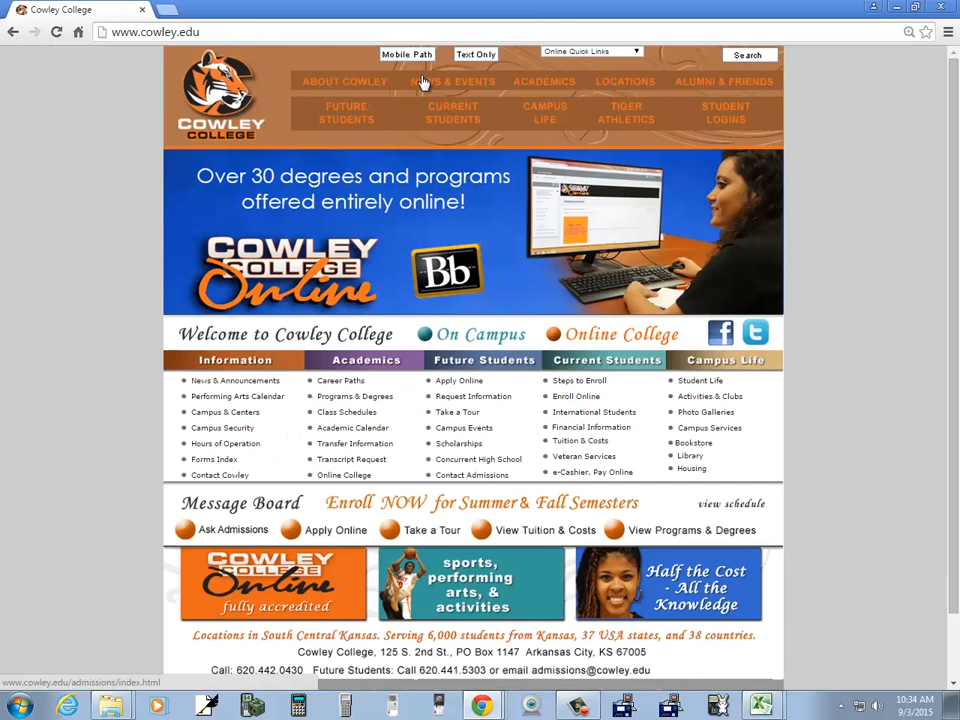 Cowley College
www.cowley.edu
Mobile Path Text Only Online Quick Links Search
ABOUT COWLEY NEWS & EVENTS ACADEMICS LOCATIONS ALUMNI & FRIENDS
FUTURE STUDENTS CURRENT STUDENTS CAMPUS LIFE TIGER ATHLETICS STUDENT LOGINS
COWLEY
COLLEGE
Over 30 degrees and programs
offered entirely online!
COWLEY
COLLEGE
Online
Bb
Welcome to Cowley College On Campus Online College
Information Academics Future Students Current Students Campus Life
News & Announcements Career Paths Apply Online Steps to Enroll Student Life
Performing Arts Calendar Programs & Degrees Request Information Enroll Online Activities & Clubs
Campus & Centers Class Schedules Take a Tour International Students Photo Galleries
Campus Security Academic Calendar Campus Events Financial Information Campus Services
Hours of Operation Transfer Information Scholarships Tuition & Costs Bookstore
Forms Index Transcript Request Concurrent High School Veteran Services Library
Contact Cowley Online College Contact Admissions e-Cashier, Pay Online Housing
Message Board Enroll NOW for Summer & Fall Semesters view schedule
Ask Admissions Apply Online Take a Tour View Tuition & Costs View Programs & Degrees
COWLEY
COLLEGE
Online
fully accredited
sports,
performing
arts, &
activities
Half the Cost
- All the
Knowledge
Locations in South Central Kansas. Serving 6,000 students from Kansas, 37 USA states, and 38 countries.
Cowley College, 125 S. 2nd St., PO Box 1147 Arkansas City, KS 67005
Call: 620.442.0430 Future Students: Call 620.441.5303 or email admissions@cowley.edu
www.cowley.edu/admissions/index.html
10:34 AM
9/3/2015